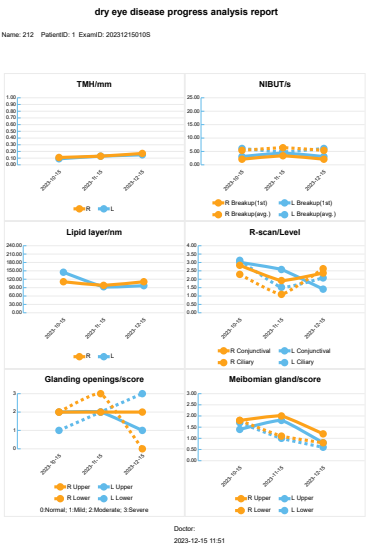 dry eye disease progress analysis report
Name: 212 PatientID: 1 ExamID: 20231215010S
TMH/mm
1.00
0.90
0.80
0.70
0.60
0.50
0.40
0.30
0.20
0.10
0.00
2023-10-15 2023-11-15 2023-12-15
R L
NIBUT/s
25.00
20.00
15.00
10.00
5.00
0.00
2023-10-15 2023-11-15 2023-12-15
R Breakup(1st) L Breakup(1st)
R Breakup(avg.) L Breakup(avg.)
Lipid layer/nm
240.00
210.00
180.00
150.00
120.00
90.00
60.00
30.00
0.00
2023-10-15 2023-11-15 2023-12-15
R L
R-scan/Level
4.00
3.50
3.00
2.50
2.00
1.50
1.00
0.50
0.00
2023-10-15 2023-11-15 2023-12-15
R Conjunctival L Conjunctival
R Ciliary L Ciliary
Glanding openings/score
3
2
1
0
2023-10-15 2023-11-15 2023-12-15
R Upper L Upper
R Lower L Lower
0:Normal; 1:Mild; 2:Moderate; 3:Severe
Meibomian gland/score
3.00
2.50
2.00
1.50
1.00
0.50
0.00
2023-10-15 2023-11-15 2023-12-15
R Upper L Upper
R Lower L Lower
Doctor:
2023-12-15 11:51